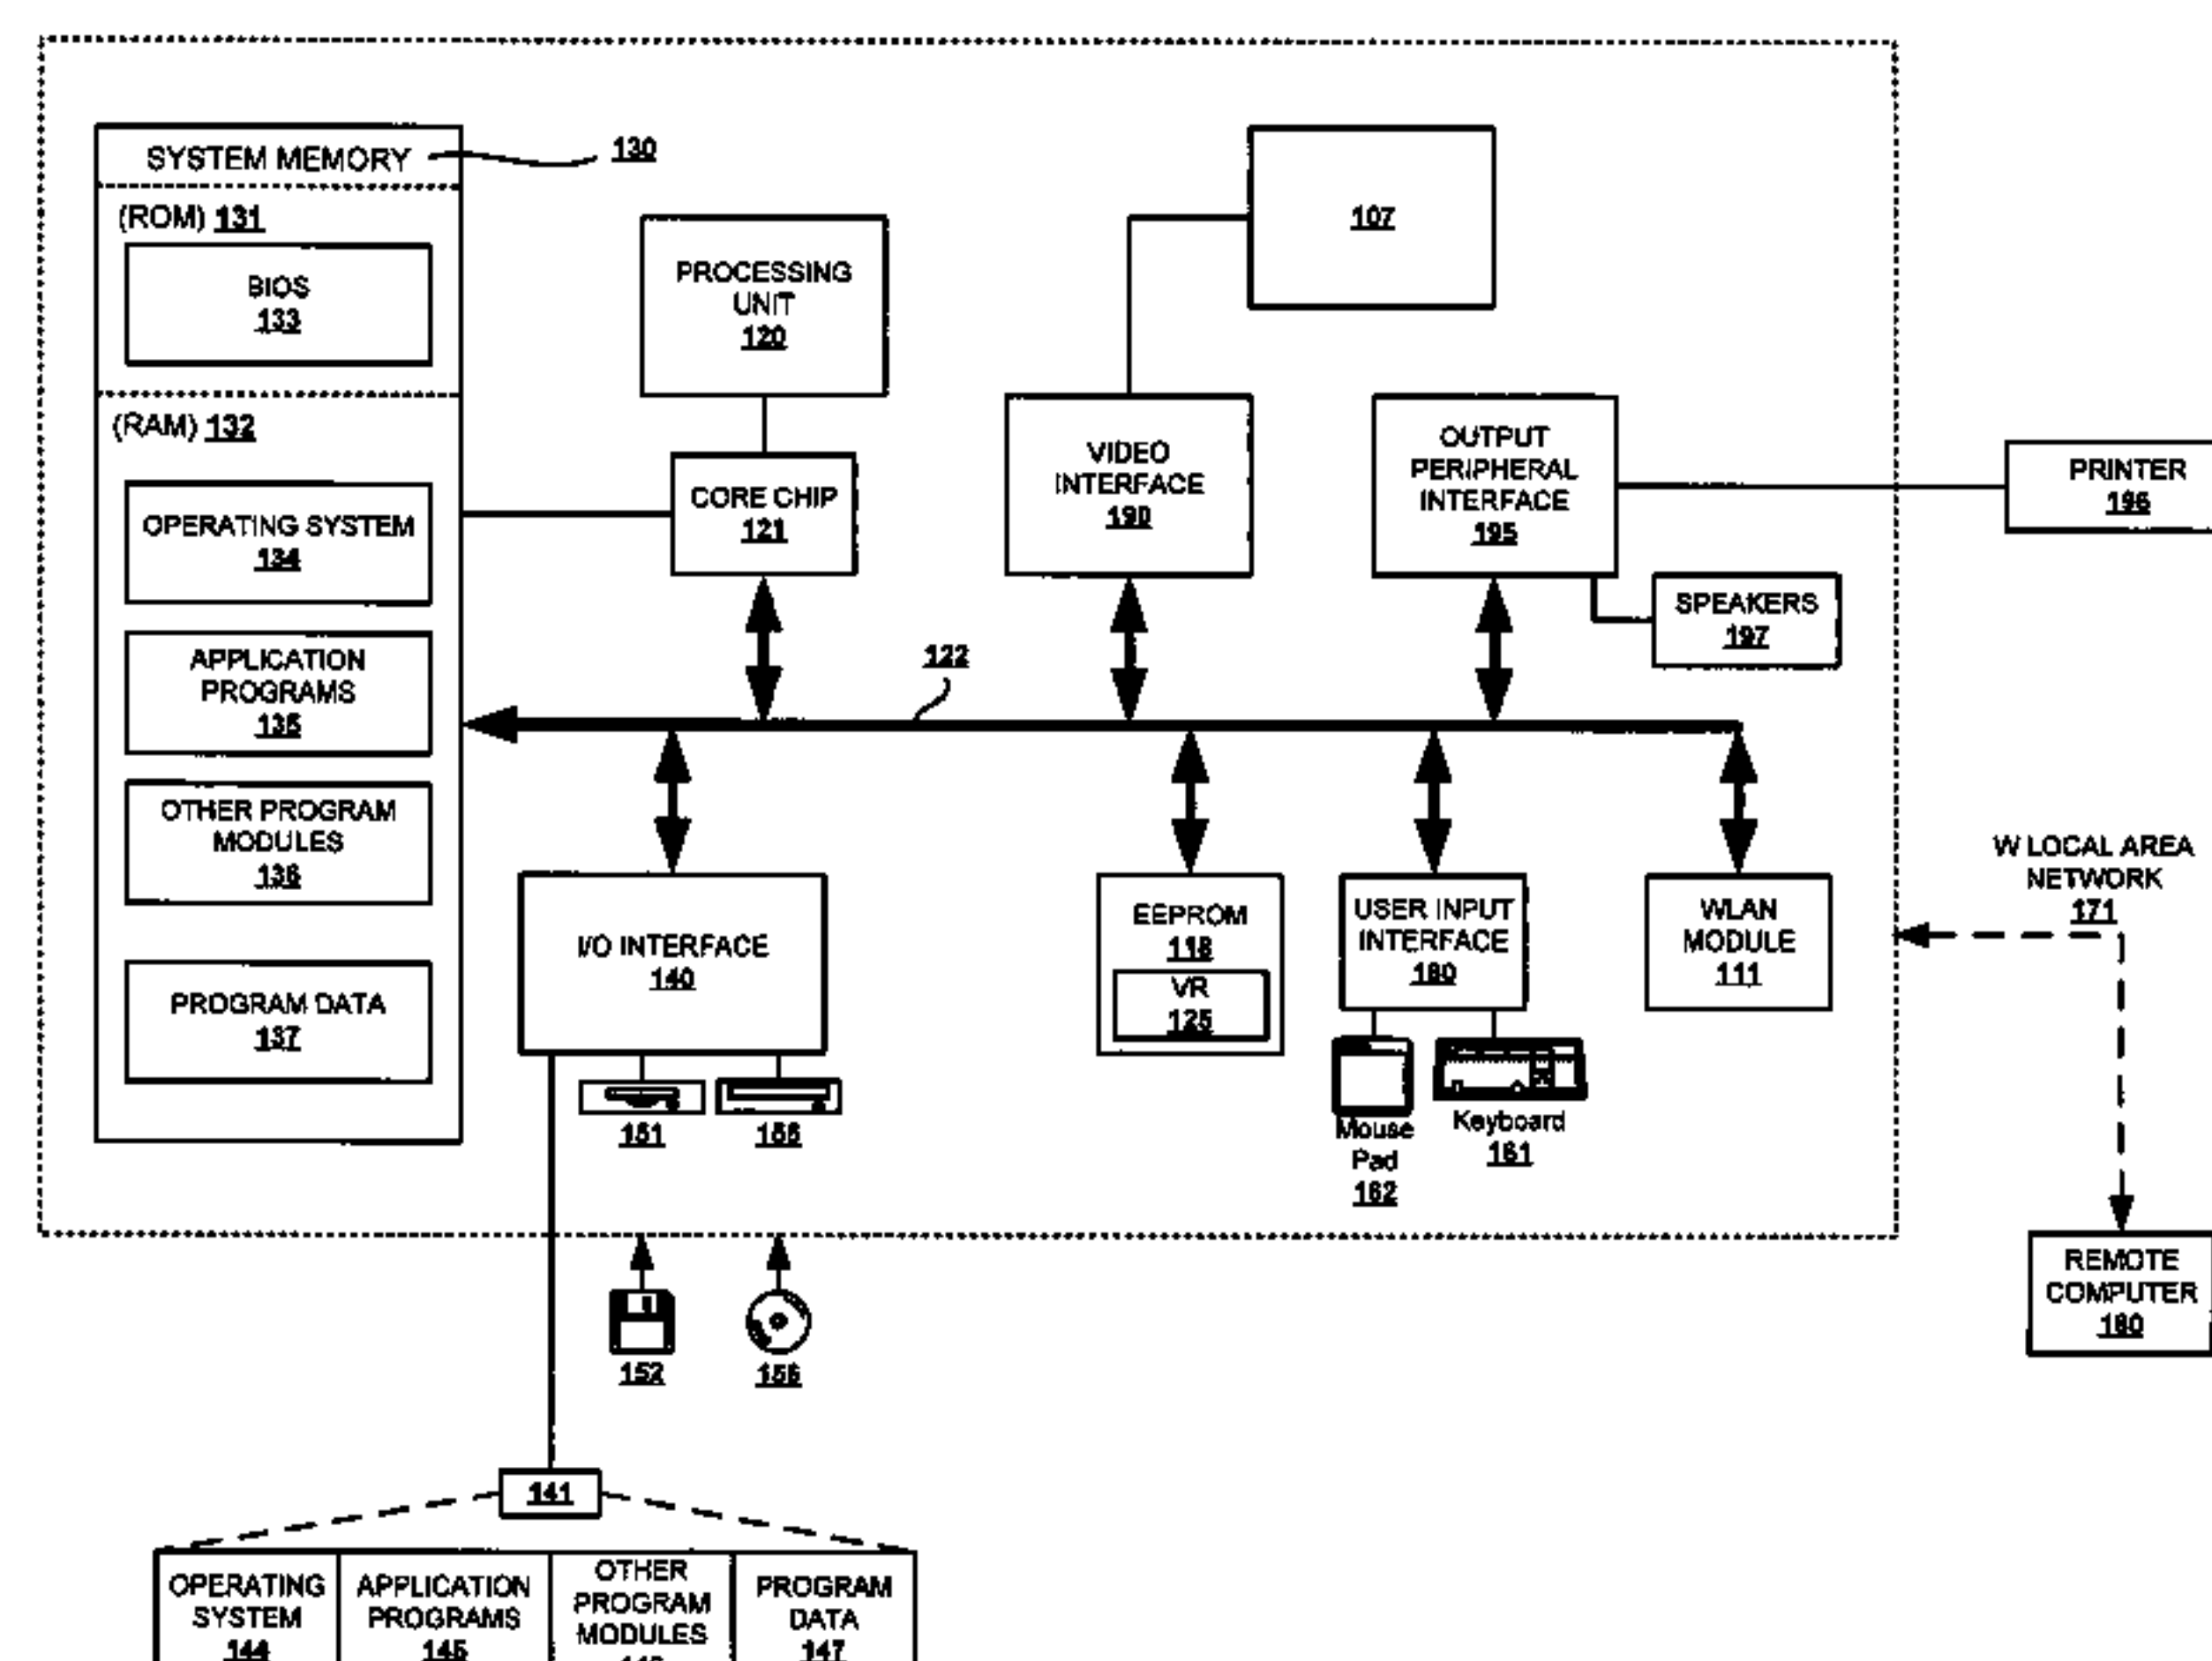 SYSTEM MEMORY
130
(ROM) 131
BIOS
133
(RAM) 132
OPERATING SYSTEM
134
APPLICATION
PROGRAMS
135
OTHER PROGRAM
MODULES
136
PROGRAM DATA
137
PROCESSING
UNIT
120
CORE CHIP
121
107
VIDEO
INTERFACE
190
OUTPUT
PERIPHERAL
INTERFACE
195
PRINTER
196
SPEAKERS
197
122
I/O INTERFACE
140
151
155
EEPROM
118
VR
125
USER INPUT
INTERFACE
160
Mouse
Pad
162
Keyboard
161
WLAN
MODULE
111
W LOCAL AREA
NETWORK
171
REMOTE
COMPUTER
180
152
156
141
OPERATING
SYSTEM
144
APPLICATION
PROGRAMS
145
OTHER
PROGRAM
MODULES
PROGRAM
DATA
147